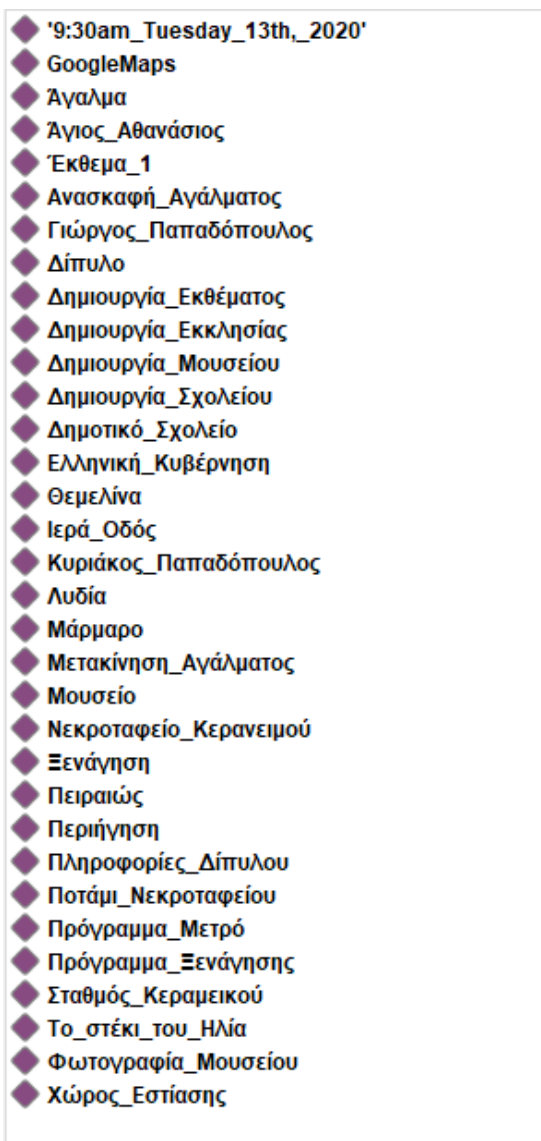 '9:30am_Tuesday_13th,_2020'
GoogleMaps
Άγαλμα
Άγιος_Αθανάσιος
Έκθεμα_1
Ανασκαφή_Αγάλματος
Γιώργος_Παπαδόπουλος
Δίπυλο
Δημιουργία_Εκθέματος
Δημιουργία_Εκκλησίας
Δημιουργία_Μουσείου
Δημιουργία_Σχολείου
Δημοτικό_Σχολείο
Ελληνική_Κυβέρνηση
Θεμελίνα
Ιερά_Οδός
Κυριάκος_Παπαδόπουλος
Λυδία
Μάρμαρο
Μετακίνηση_Αγάλματος
Μουσείο
Νεκροταφείο_Κερανειμού
Ξενάγηση
Πειραιώς
Περιήγηση
Πληροφορίες_Δίπυλου
Ποτάμι_Νεκροταφείου
Πρόγραμμα_Μετρό
Πρόγραμμα_Ξενάγησης
Σταθμός_Κεραμεικού
Το_στέκι_του_Ηλία
Φωτογραφία_Μουσείου
Χώρος_Εστίασης